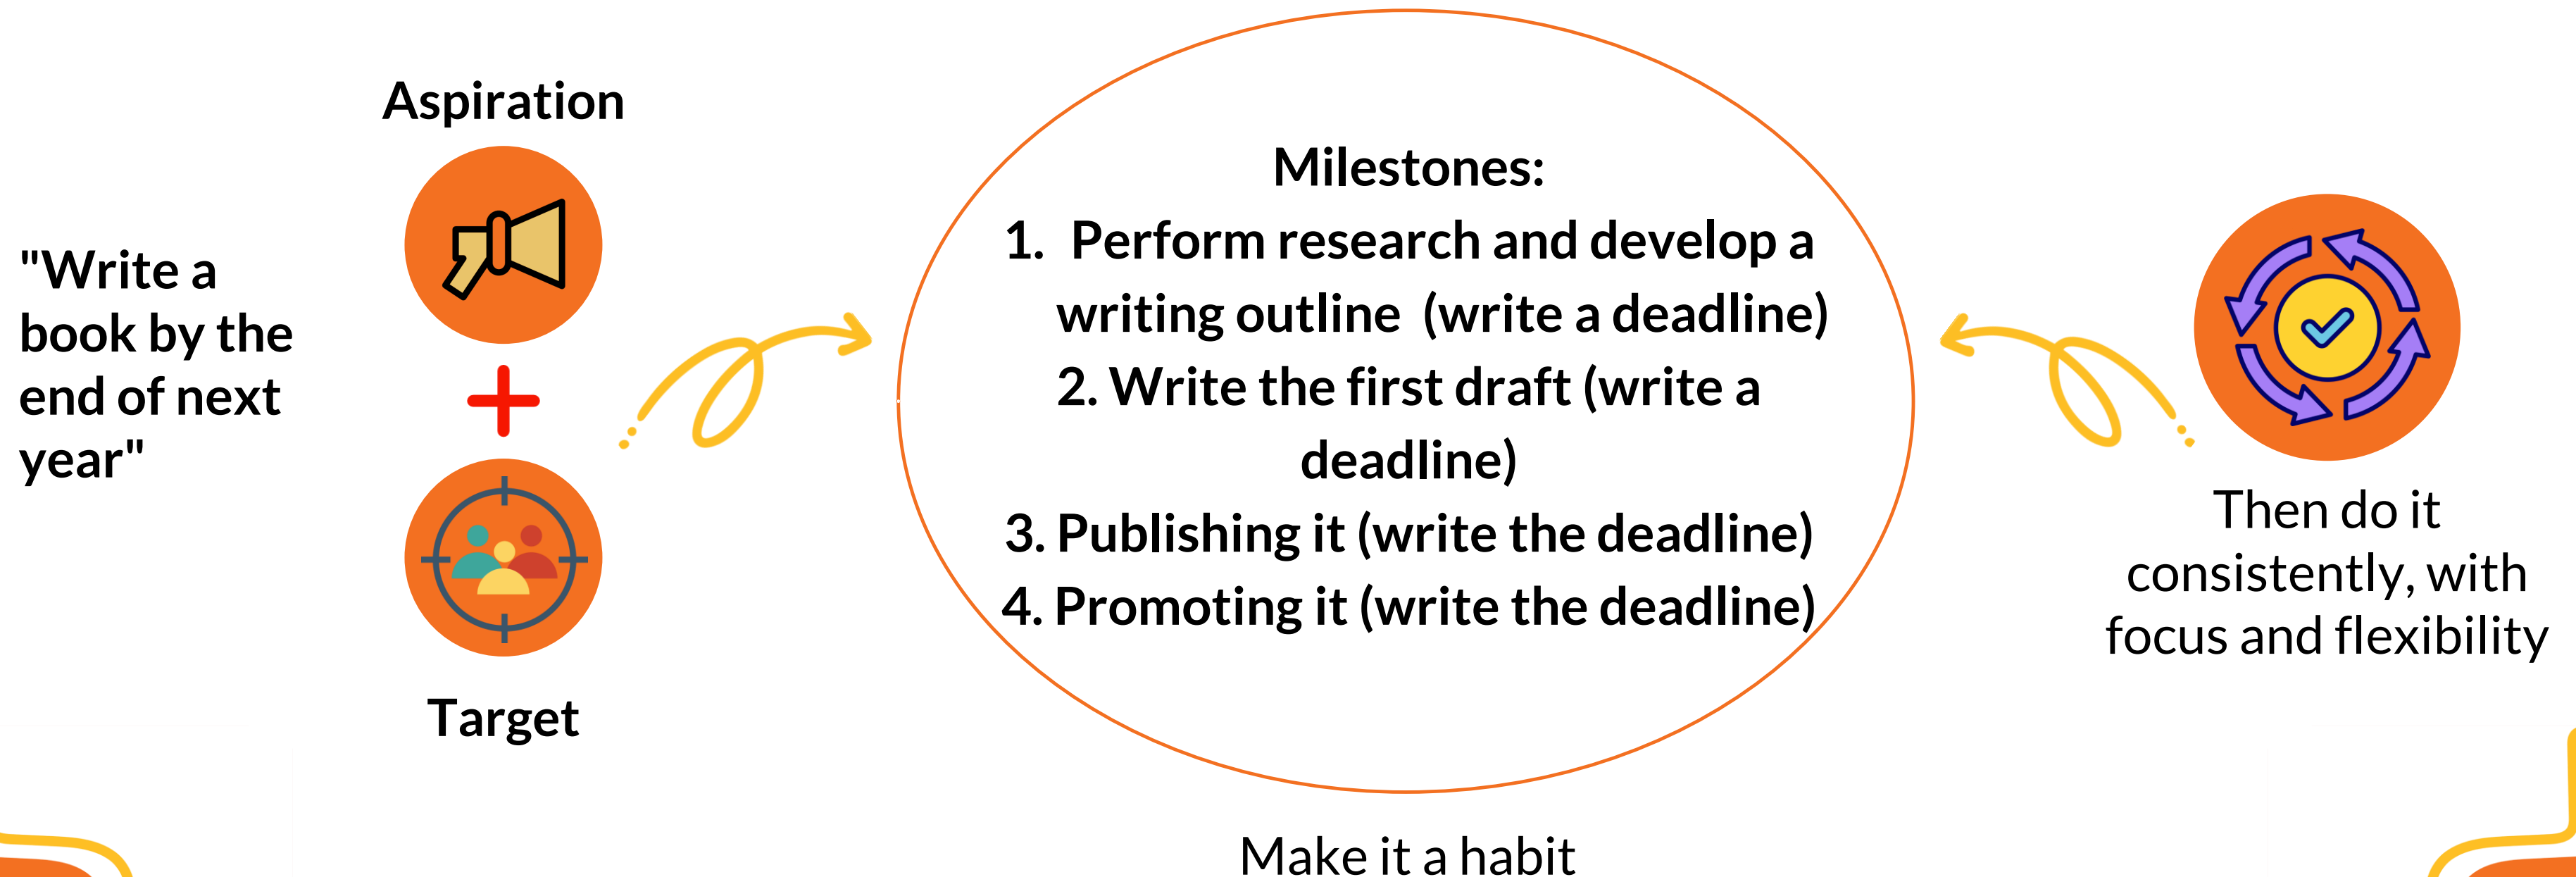 "Write a
book by the
end of next
year"
Aspiration
Target
Milestones:
1. Perform research and develop a
writing outline (write a deadline)
2. Write the first draft (write a
deadline)
3. Publishing it (write the deadline)
4. Promoting it (write the deadline)
Make it a habit
Then do it
consistently, with
focus and flexibility